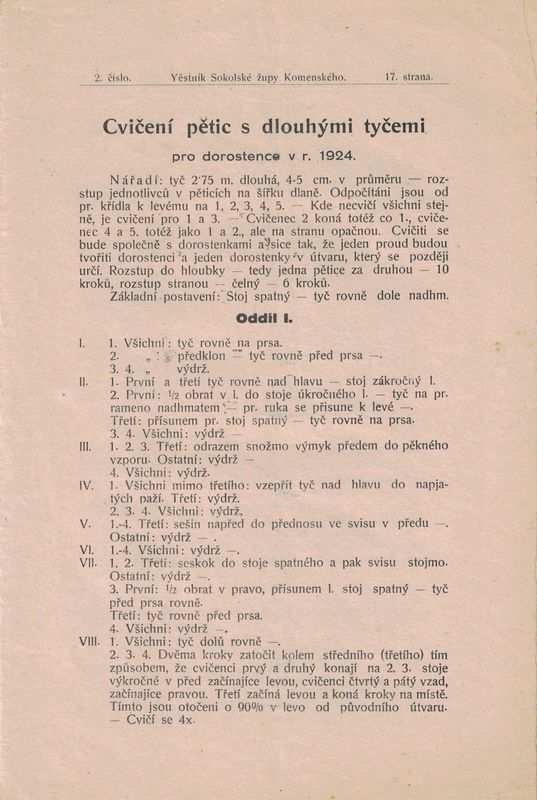 2. číslo. Věstník Sokolské župy Komenského. 17. strana.
Cvičení pětic s dlouhými tyčemi
pro dorostence v r. 1924.
Nářadí: tyč 2·75 m. dlouhá, 4-5 cm. v průměru — roz-
stup jednotlivců v pěticích na šířku dlaně. Odpočítáni jsou od
pr. křídla k levému na 1, 2, 3, 4, 5. — Kde necvičí všichni stej-
ně, je cvičení pro 1 a 3. — Cvičenec 2 koná totéž co 1., cviče-
nec 4 a 5. totéž jako 1 a 2., ale na stranu opačnou. Cvičiti se
bude společně s dorostenkami a sice tak, že jeden proud budou
tvořiti dorostenci a jeden dorostenky v útvaru, který se později
určí. Rozstup do hloubky — tedy jedna pětice za druhou — 10
kroků, rozstup stranou — čelný — 6 kroků.
Základní postavení: Stoj spatný — tyč rovně dole nadhm.
Oddíl I.
I. 1. Všichni: tyč rovně na prsa.
2. „ : předklon — tyč rovně před prsa —.
3. 4. „ výdrž.
II. 1. První a třetí tyč rovně nad hlavu — stoj zákročný l.
2. První: ½ obrat v l. do stoje úkročného l. — tyč na pr.
rameno nadhmatem — pr. ruka se přisune k levé —.
Třetí: přísunem pr. stoj spatný — tyč rovně na prsa.
3. 4. Všichni: výdrž —
III. 1. 2. 3. Třetí: odrazem snožmo výmyk předem do pěkného
vzporu. Ostatní: výdrž —
4. Všichni: výdrž.
IV. 1. Všichni mimo třetího: vzepřít tyč nad hlavu do napja-
tých paží. Třetí: výdrž.
2. 3. 4. Všichni: výdrž,
V. 1.-4. Třetí: sešin napřed do přednosu ve svisu v předu —.
Ostatní: výdrž — .
VI. 1.-4. Všichni: výdrž —.
VII. 1. 2. Třetí: seskok do stoje spatného a pak svisu stojmo.
Ostatní: výdrž —.
3. První: ½ obrat v pravo, přísunem l. stoj spatný — tyč
před prsa rovně.
Třetí: tyč rovně před prsa.
4. Všichni: výdrž —.
VIII. 1. Všichni: tyč dolů rovně —.
2. 3. 4. Dvěma kroky zatočit kolem středního (třetího) tím
způsobem, že cvičenci prvý a druhý konají na 2. 3. stoje
výkročné v před začínajíce levou, cvičenci čtvrtý a pátý vzad,
začínajíce pravou. Třetí začíná levou a koná kroky na místě.
Tímto jsou otočeni o 90% v levo od původního útvaru.
— Cvičí se 4x.